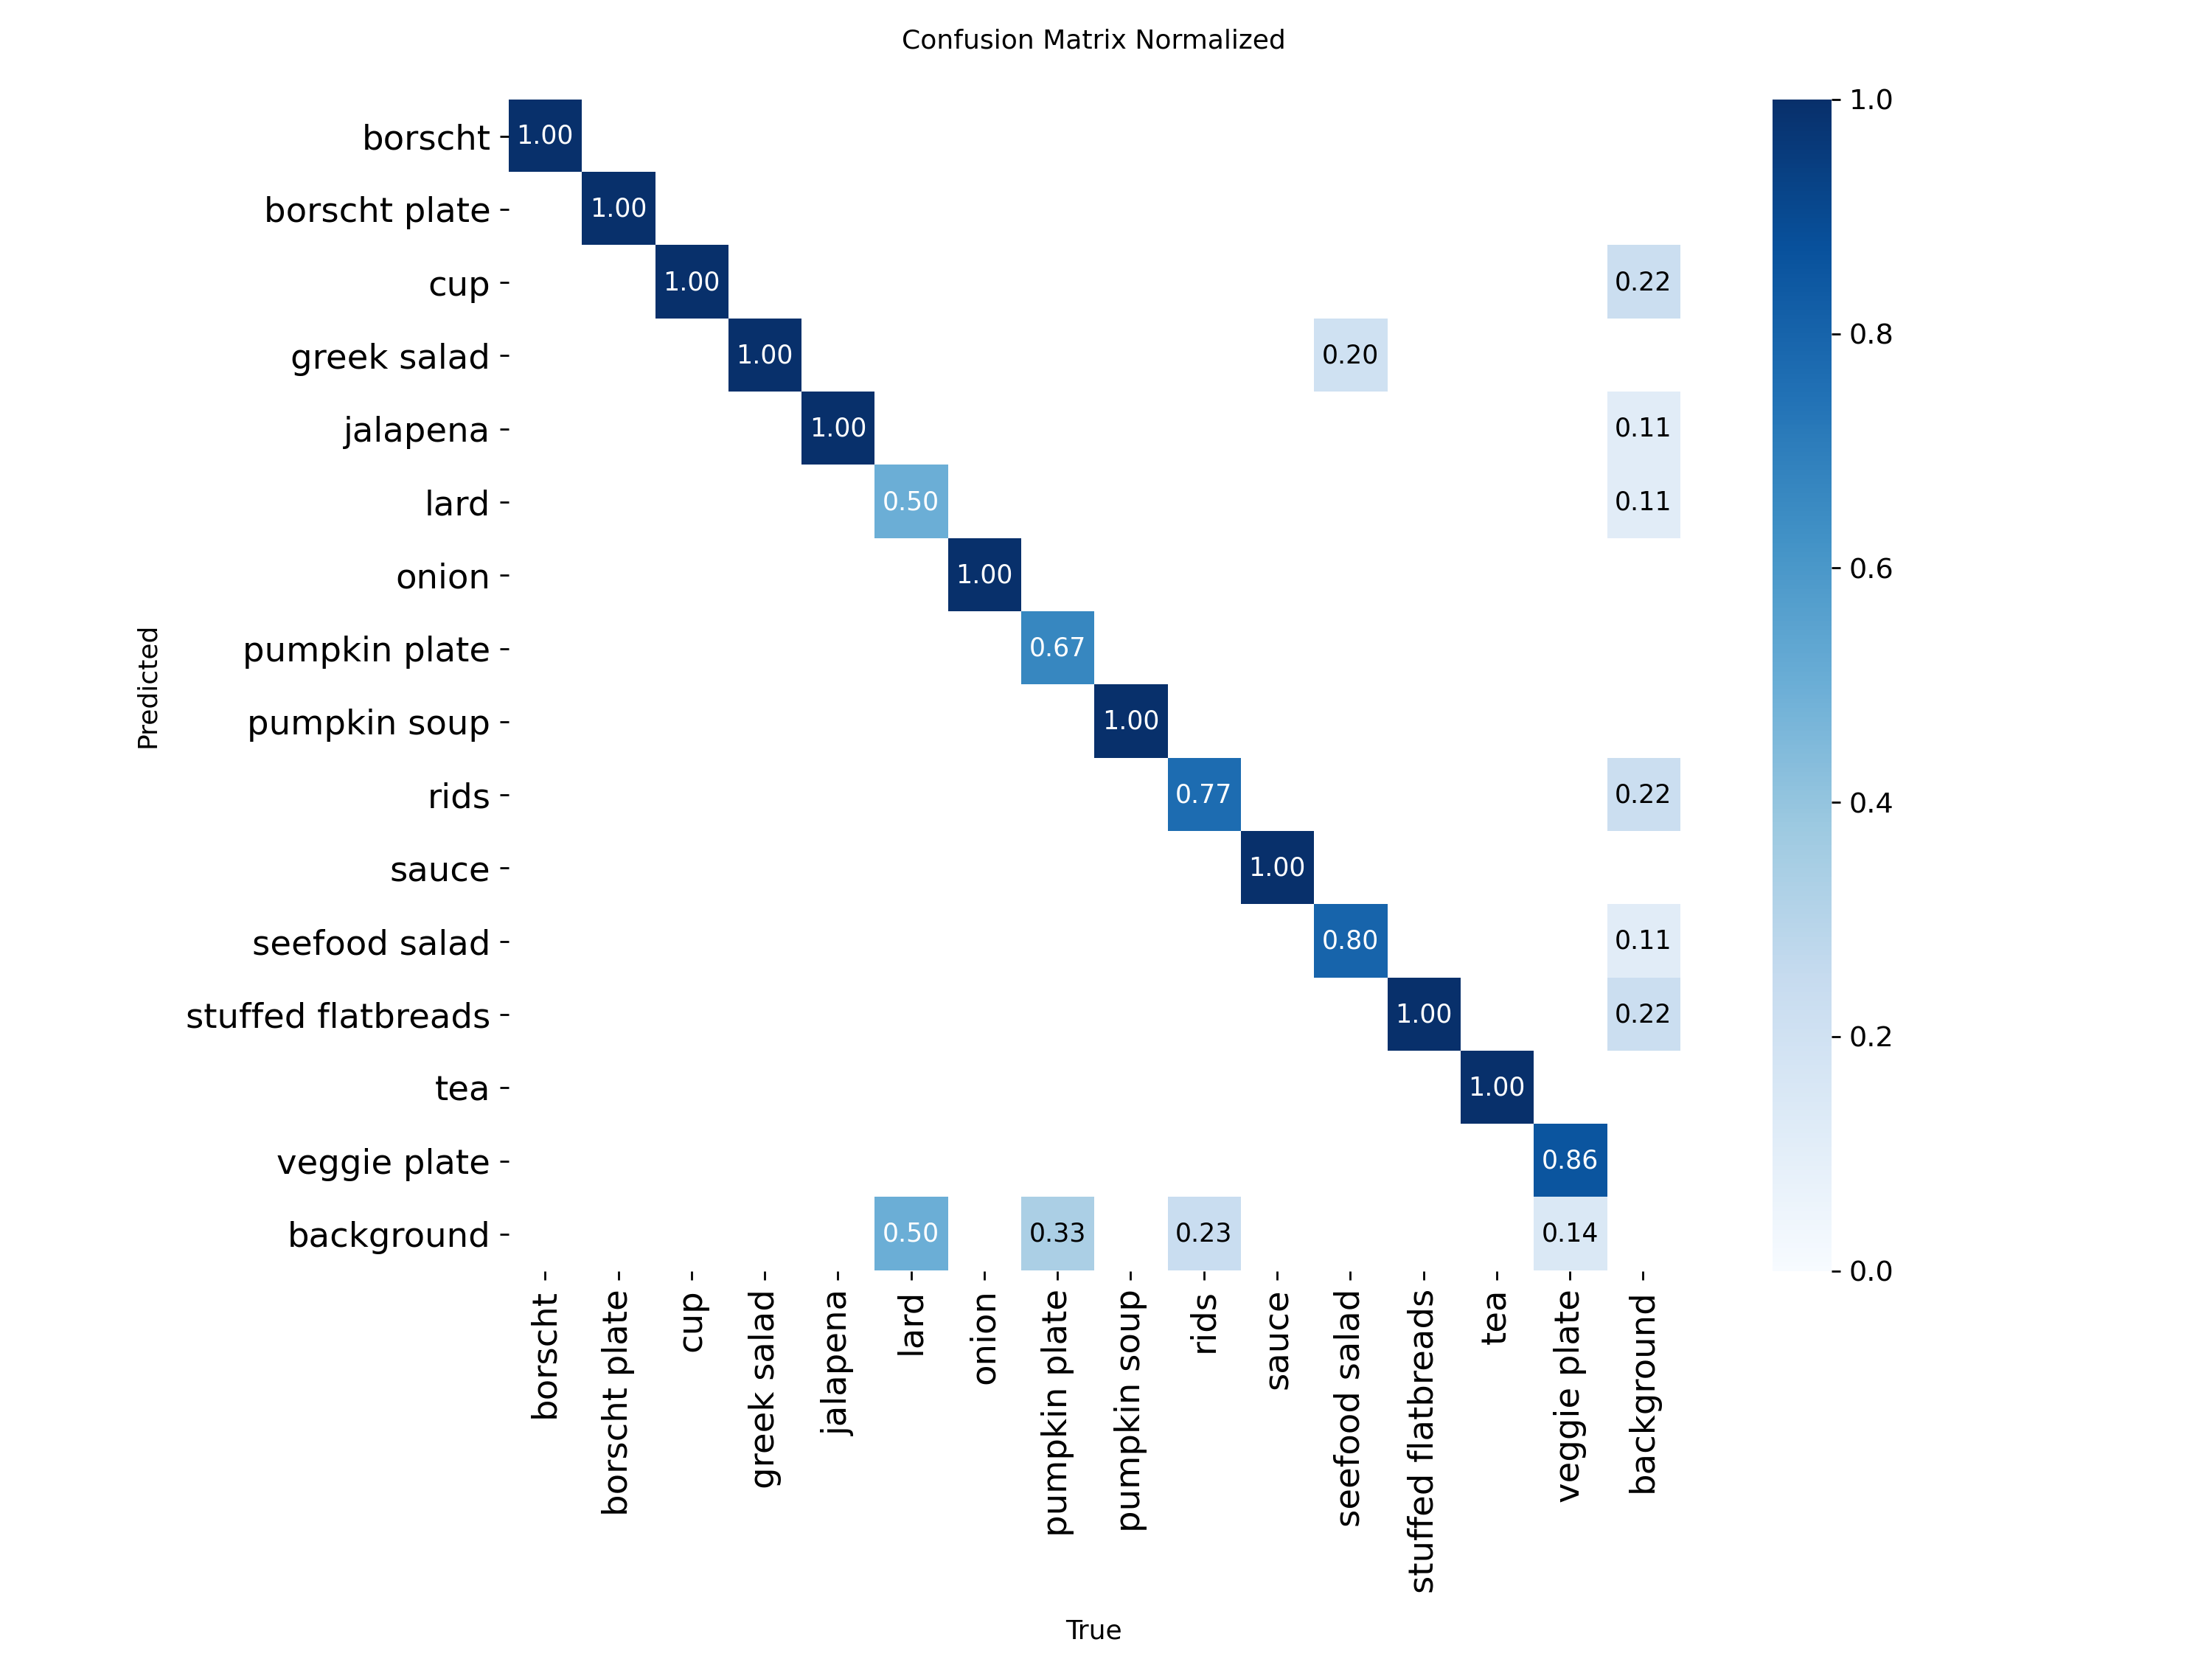 Confusion Matrix Normalized
borscht 1.00
borscht plate 1.00
cup 1.00 0.22
greek salad 1.00 0.20
jalapena 1.00 0.11
lard 0.50 0.11
onion 1.00
pumpkin plate 0.67
pumpkin soup 1.00
rids 0.77 0.22
sauce 1.00
seefood salad 0.80 0.11
stuffed flatbreads 1.00 0.22
tea 1.00
veggie plate 0.86
background 0.50 0.33 0.23 0.14
Predicted
borscht
borscht plate
cup
greek salad
jalapena
lard
onion
pumpkin plate
pumpkin soup
rids
sauce
seefood salad
stuffed flatbreads
tea
veggie plate
background
True
1.0
0.8
0.6
0.4
0.2
0.0